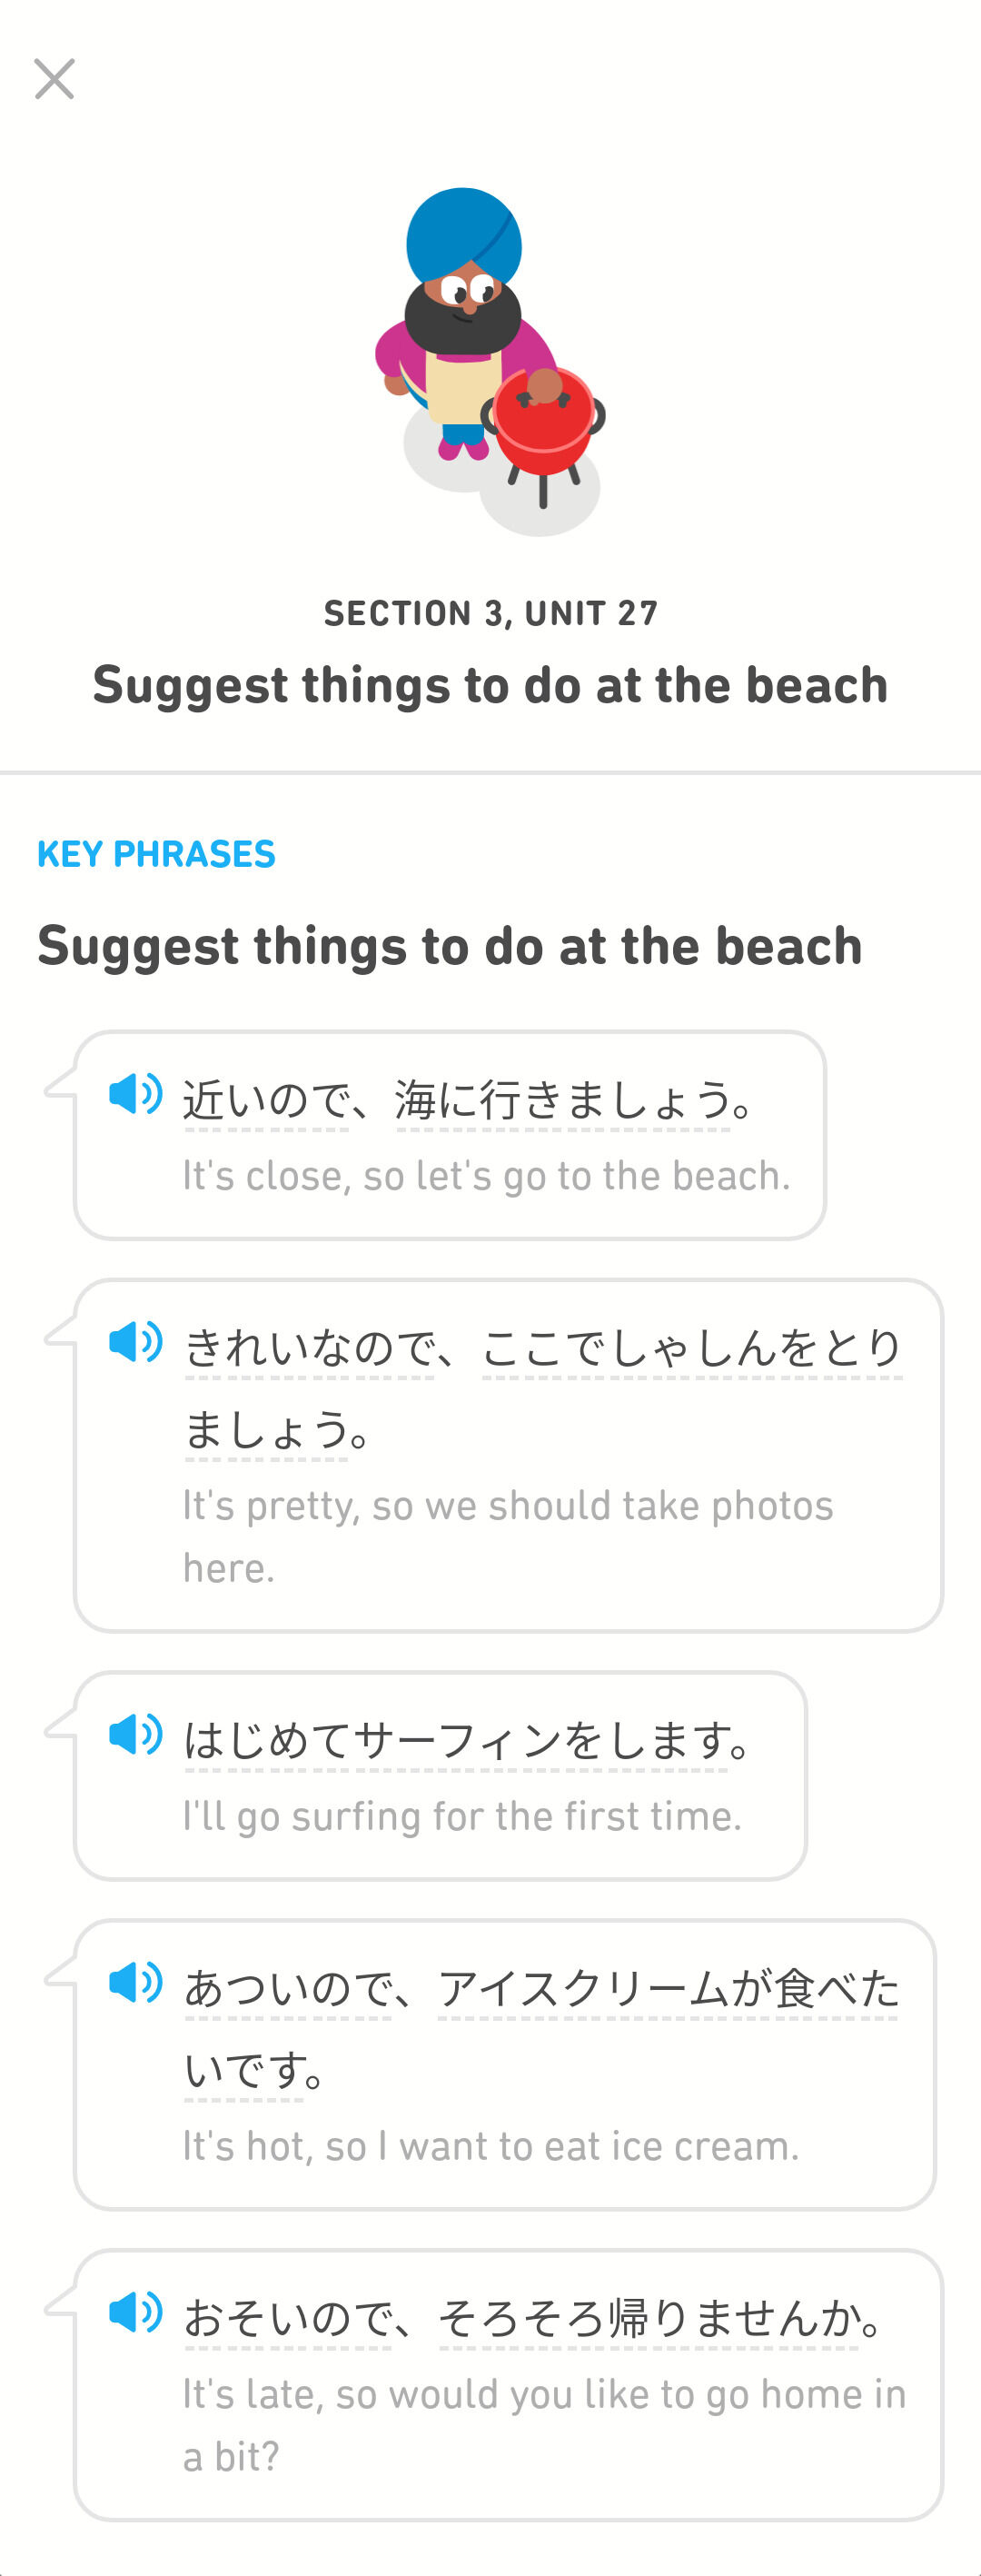 SECTION 3, UNIT 27
Suggest things to do at the beach
KEY PHRASES
Suggest things to do at the beach
近いので、海に行きましょう。
It's close, so let's go to the beach.
きれいなので、ここでしゃしんをとり
ましょう。
It's pretty, so we should take photos
here.
はじめてサーフィンをします。
I'll go surfing for the first time.
あついので、アイスクリームが食べた
いです。
It's hot, so I want to eat ice cream.
おそいので、そろそろ帰りませんか。
It's late, so would you like to go home in
a bit?